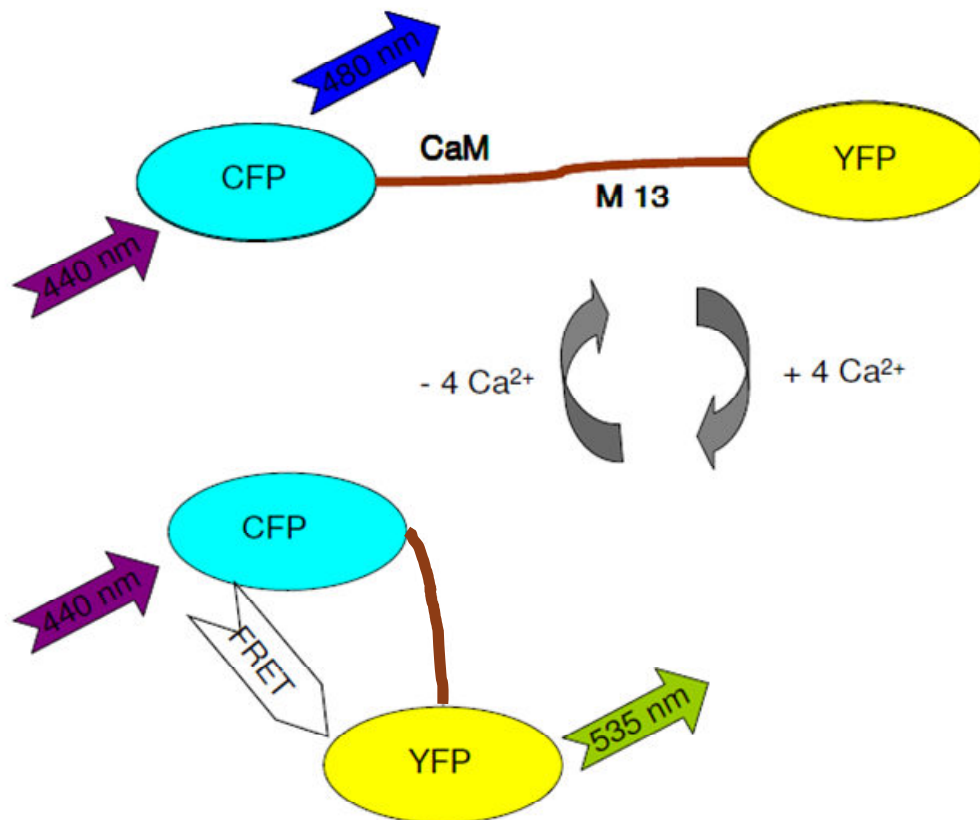 480 nm
CFP
CaM
M 13
YFP
440 nm
- 4 Ca²⁺
+ 4 Ca²⁺
CFP
440 nm
FRET
YFP
535 nm